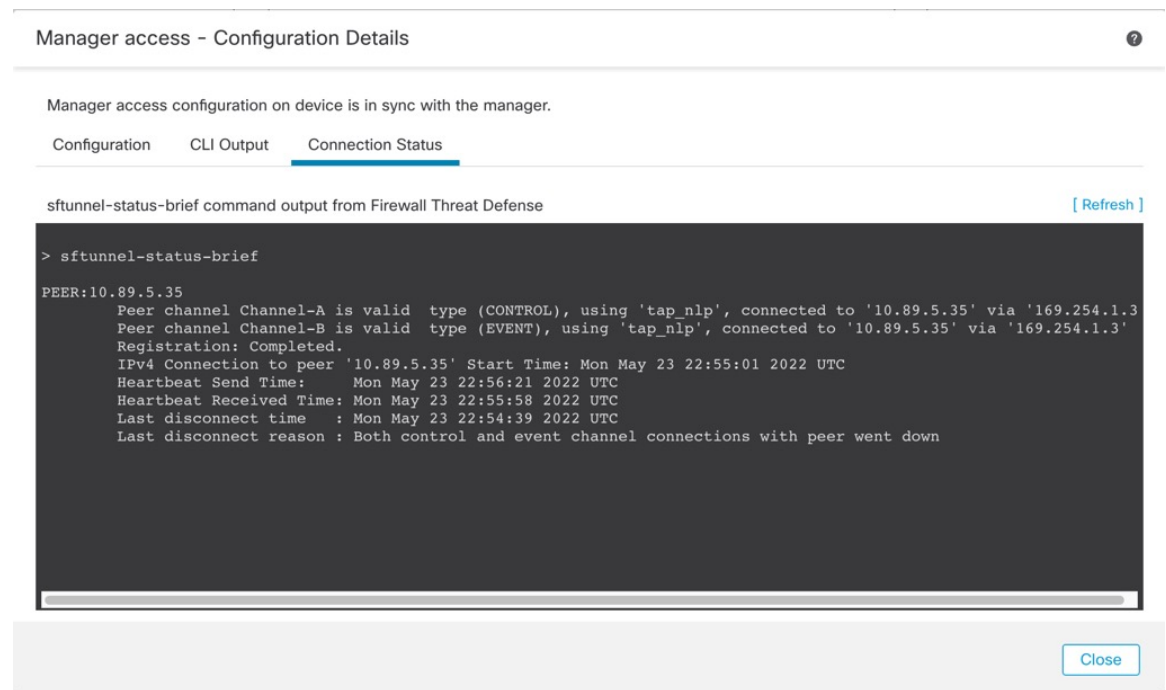 Manager access - Configuration Details
?
Manager access configuration on device is in sync with the manager.
Configuration CLI Output Connection Status
sftunnel-status-brief command output from Firewall Threat Defense [ Refresh ]
> sftunnel-status-brief
PEER:10.89.5.35
Peer channel Channel-A is valid type (CONTROL), using 'tap_nlp', connected to '10.89.5.35' via '169.254.1.3
Peer channel Channel-B is valid type (EVENT), using 'tap_nlp', connected to '10.89.5.35' via '169.254.1.3'
Registration: Completed.
IPv4 Connection to peer '10.89.5.35' Start Time: Mon May 23 22:55:01 2022 UTC
Heartbeat Send Time: Mon May 23 22:56:21 2022 UTC
Heartbeat Received Time: Mon May 23 22:55:58 2022 UTC
Last disconnect time : Mon May 23 22:54:39 2022 UTC
Last disconnect reason : Both control and event channel connections with peer went down
Close